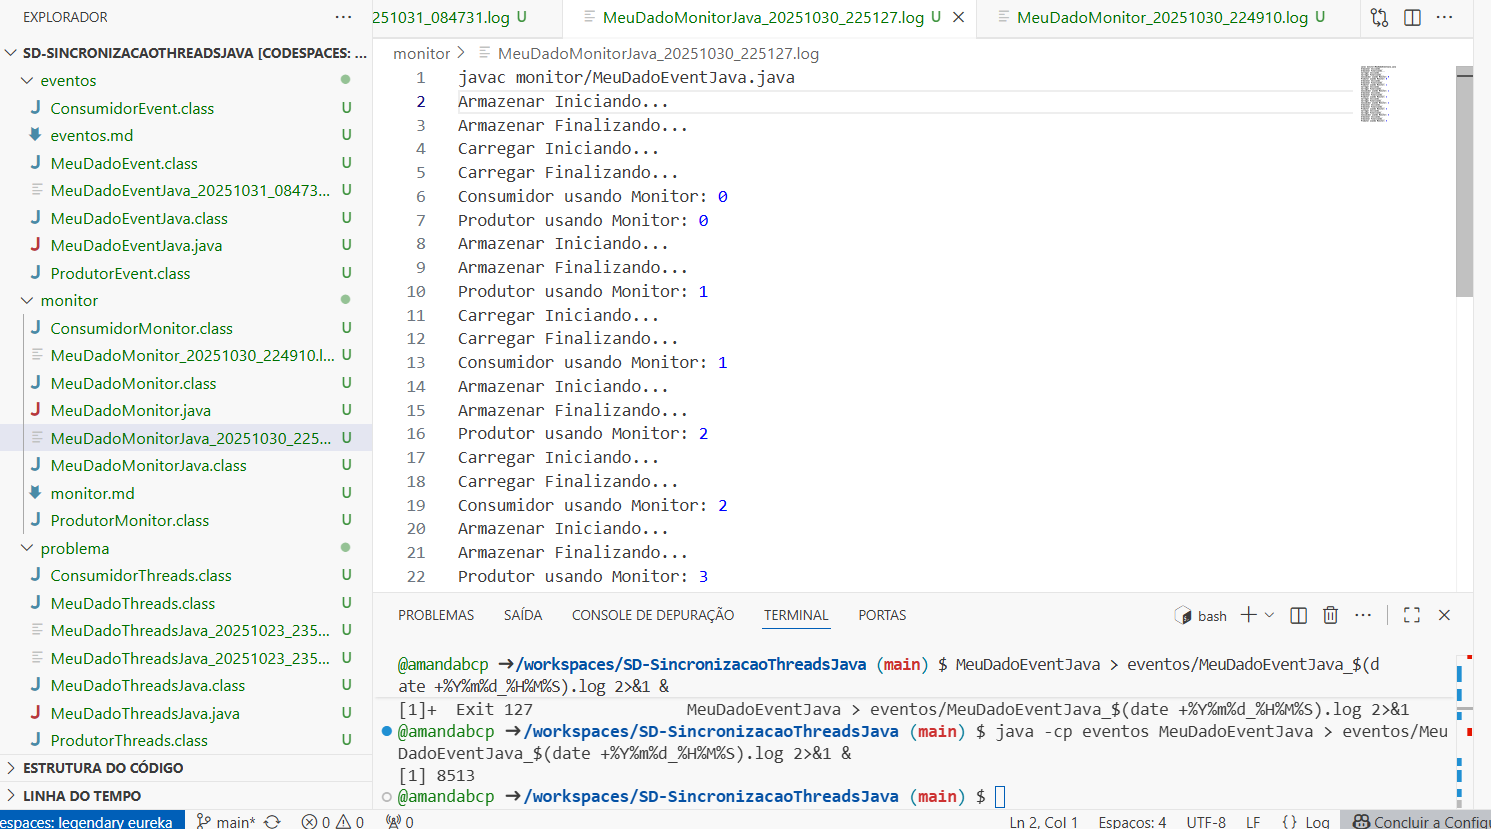 EXPLORADOR
SD-SINCRONIZACAOTHREADSJAVA [CODESPACES: ...
eventos
ConsumidorEvent.class U
eventos.md U
MeuDadoEvent.class U
MeuDadoEventJava_20251031_08473... U
MeuDadoEventJava.class U
MeuDadoEventJava.java U
ProdutorEvent.class U
monitor
ConsumidorMonitor.class U
MeuDadoMonitor_20251030_224910.l... U
MeuDadoMonitor.class U
MeuDadoMonitor.java U
MeuDadoMonitorJava_20251030_225... U
MeuDadoMonitorJava.class U
monitor.md U
ProdutorMonitor.class U
problema
ConsumidorThreads.class U
MeuDadoThreads.class U
MeuDadoThreadsJava_20251023_235... U
MeuDadoThreadsJava_20251023_235... U
MeuDadoThreadsJava.class U
MeuDadoThreadsJava.java U
ProdutorThreads.class U
ESTRUTURA DO CÓDIGO
LINHA DO TEMPO
251031_084731.log U MeuDadoMonitorJava_20251030_225127.log U MeuDadoMonitor_20251030_224910.log U
monitor > MeuDadoMonitorJava_20251030_225127.log
1 javac monitor/MeuDadoEventJava.java
2 Armazenar Iniciando...
3 Armazenar Finalizando...
4 Carregar Iniciando...
5 Carregar Finalizando...
6 Consumidor usando Monitor: 0
7 Produtor usando Monitor: 0
8 Armazenar Iniciando...
9 Armazenar Finalizando...
10 Produtor usando Monitor: 1
11 Carregar Iniciando...
12 Carregar Finalizando...
13 Consumidor usando Monitor: 1
14 Armazenar Iniciando...
15 Armazenar Finalizando...
16 Produtor usando Monitor: 2
17 Carregar Iniciando...
18 Carregar Finalizando...
19 Consumidor usando Monitor: 2
20 Armazenar Iniciando...
21 Armazenar Finalizando...
22 Produtor usando Monitor: 3
PROBLEMAS SAÍDA CONSOLE DE DEPURAÇÃO TERMINAL PORTAS bash
@amandabcp ➜/workspaces/SD-SincronizacaoThreadsJava (main) $ MeuDadoEventJava > eventos/MeuDadoEventJava_$(d
ate +%Y%m%d_%H%M%S).log 2>&1 &
[1]+ Exit 127 MeuDadoEventJava > eventos/MeuDadoEventJava_$(date +%Y%m%d_%H%M%S).log 2>&1
@amandabcp ➜/workspaces/SD-SincronizacaoThreadsJava (main) $ java -cp eventos MeuDadoEventJava > eventos/Meu
DadoEventJava_$(date +%Y%m%d_%H%M%S).log 2>&1 &
[1] 8513
@amandabcp ➜/workspaces/SD-SincronizacaoThreadsJava (main) $
espaces: legendary eureka main* 0 0 0 Ln 2, Col 1 Espaços: 4 UTF-8 LF {} Log Concluir a Configu